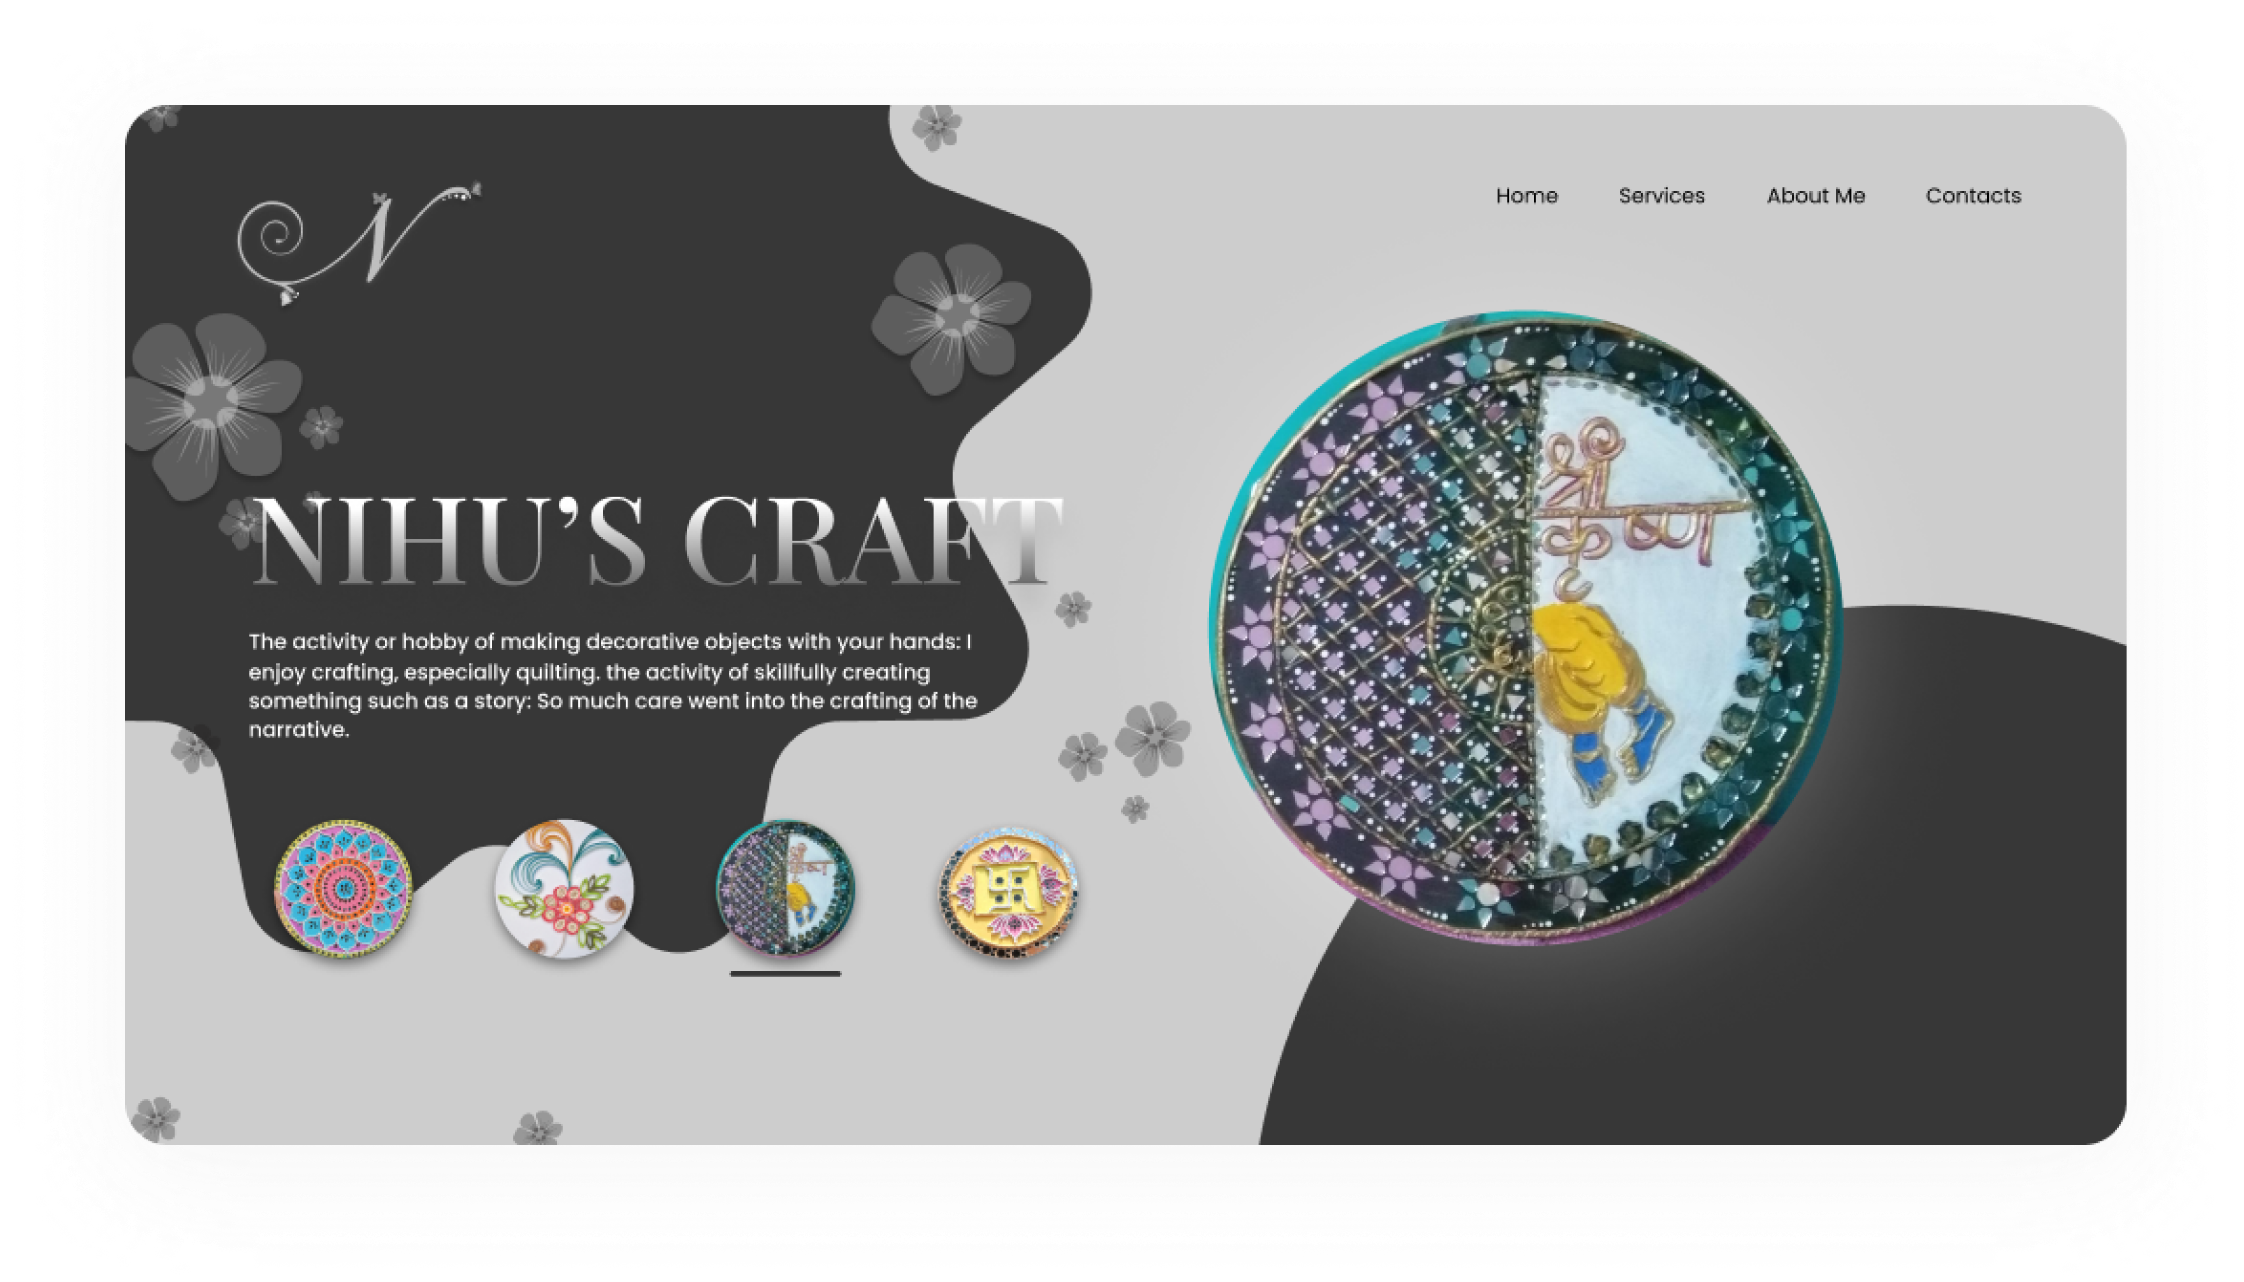 N
Home Services About Me Contacts
NIHU’S CRAFT
The activity or hobby of making decorative objects with your hands: I
enjoy crafting, especially quilting. the activity of skillfully creating
something such as a story: So much care went into the crafting of the
narrative.
श्री
कृष्णा